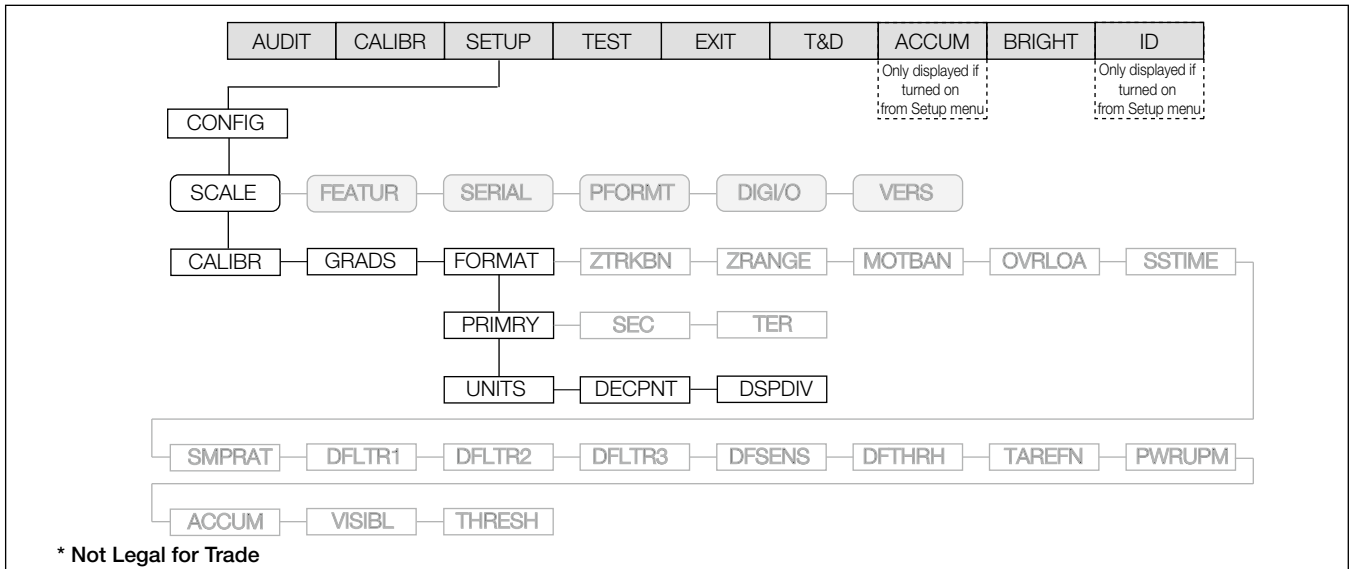 AUDIT CALIBR SETUP TEST EXIT T&D ACCUM BRIGHT ID
Only displayed if turned on from Setup menu
Only displayed if turned on from Setup menu
CONFIG
SCALE FEATUR SERIAL PFORMT DIGI/O VERS
CALIBR GRADS FORMAT ZTRKBN ZRANGE MOTBAN OVRLOA SSTIME
PRIMRY SEC TER
UNITS DECPNT DSPDIV
SMPRAT DFLTR1 DFLTR2 DFLTR3 DFSENS DFTHRH TAREFN PWRUPM
ACCUM VISIBL THRESH
* Not Legal for Trade